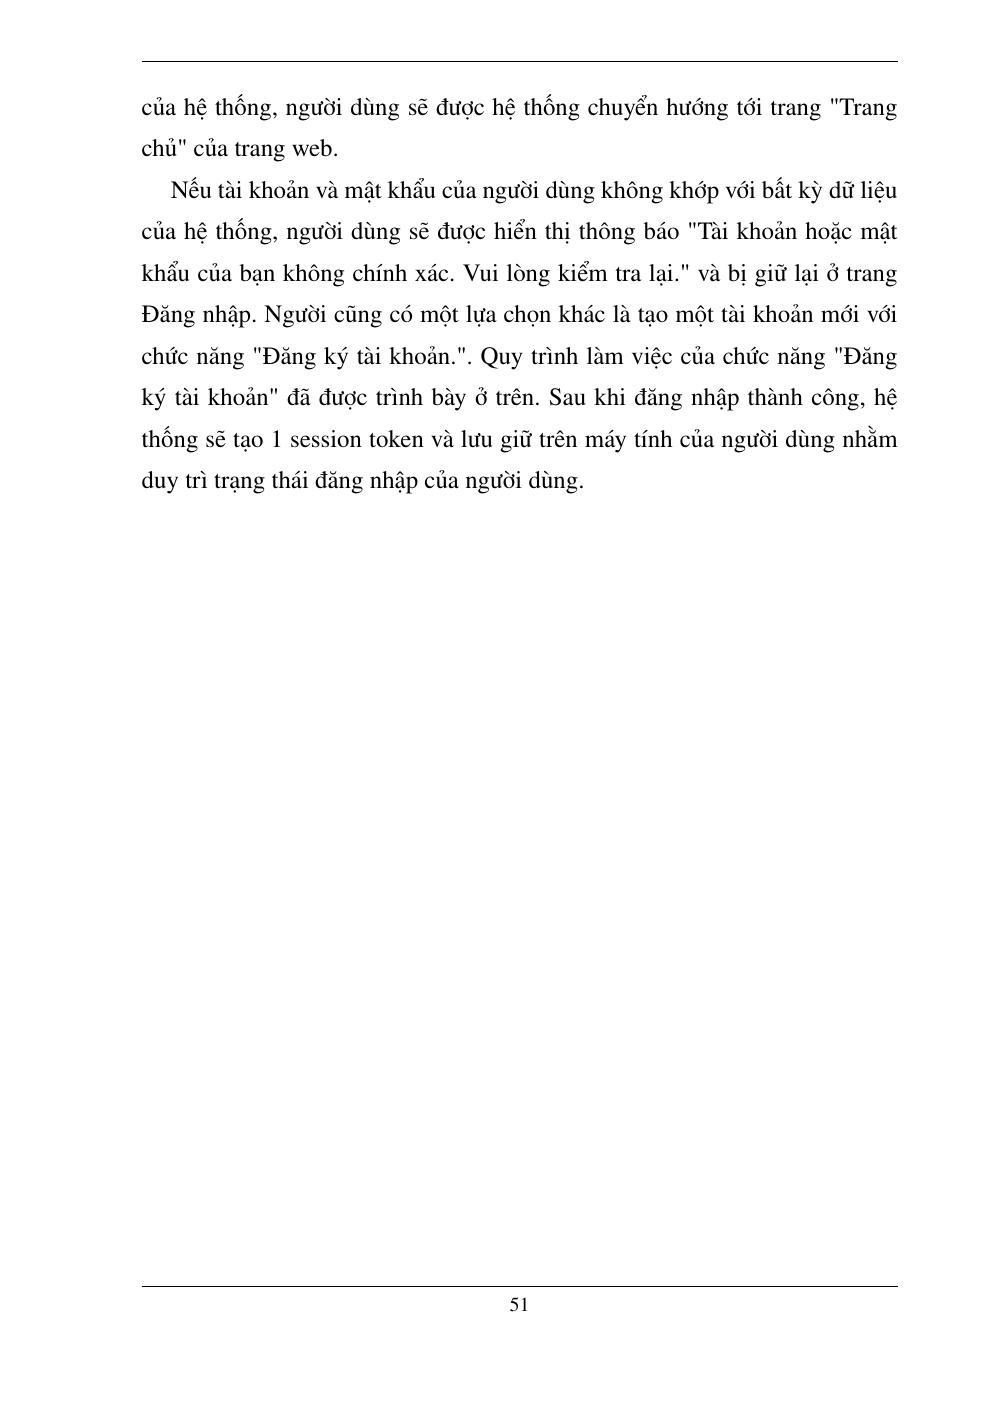 của hệ thống, người dùng sẽ được hệ thống chuyển hướng tới trang "Trang
chủ" của trang web.
Nếu tài khoản và mật khẩu của người dùng không khớp với bất kỳ dữ liệu
của hệ thống, người dùng sẽ được hiển thị thông báo "Tài khoản hoặc mật
khẩu của bạn không chính xác. Vui lòng kiểm tra lại." và bị giữ lại ở trang
Đăng nhập. Người cũng có một lựa chọn khác là tạo một tài khoản mới với
chức năng "Đăng ký tài khoản.". Quy trình làm việc của chức năng "Đăng
ký tài khoản" đã được trình bày ở trên. Sau khi đăng nhập thành công, hệ
thống sẽ tạo 1 session token và lưu giữ trên máy tính của người dùng nhằm
duy trì trạng thái đăng nhập của người dùng.
51